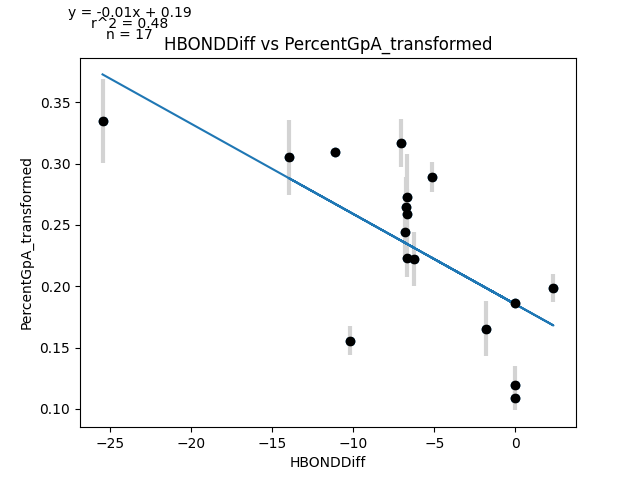 y = -0.01x + 0.19
r^2 = 0.48
n = 17
HBONDDiff vs PercentGpA_transformed
PercentGpA_transformed
0.35
0.30
0.25
0.20
0.15
0.10
−25
−20
−15
−10
−5
0
HBONDDiff